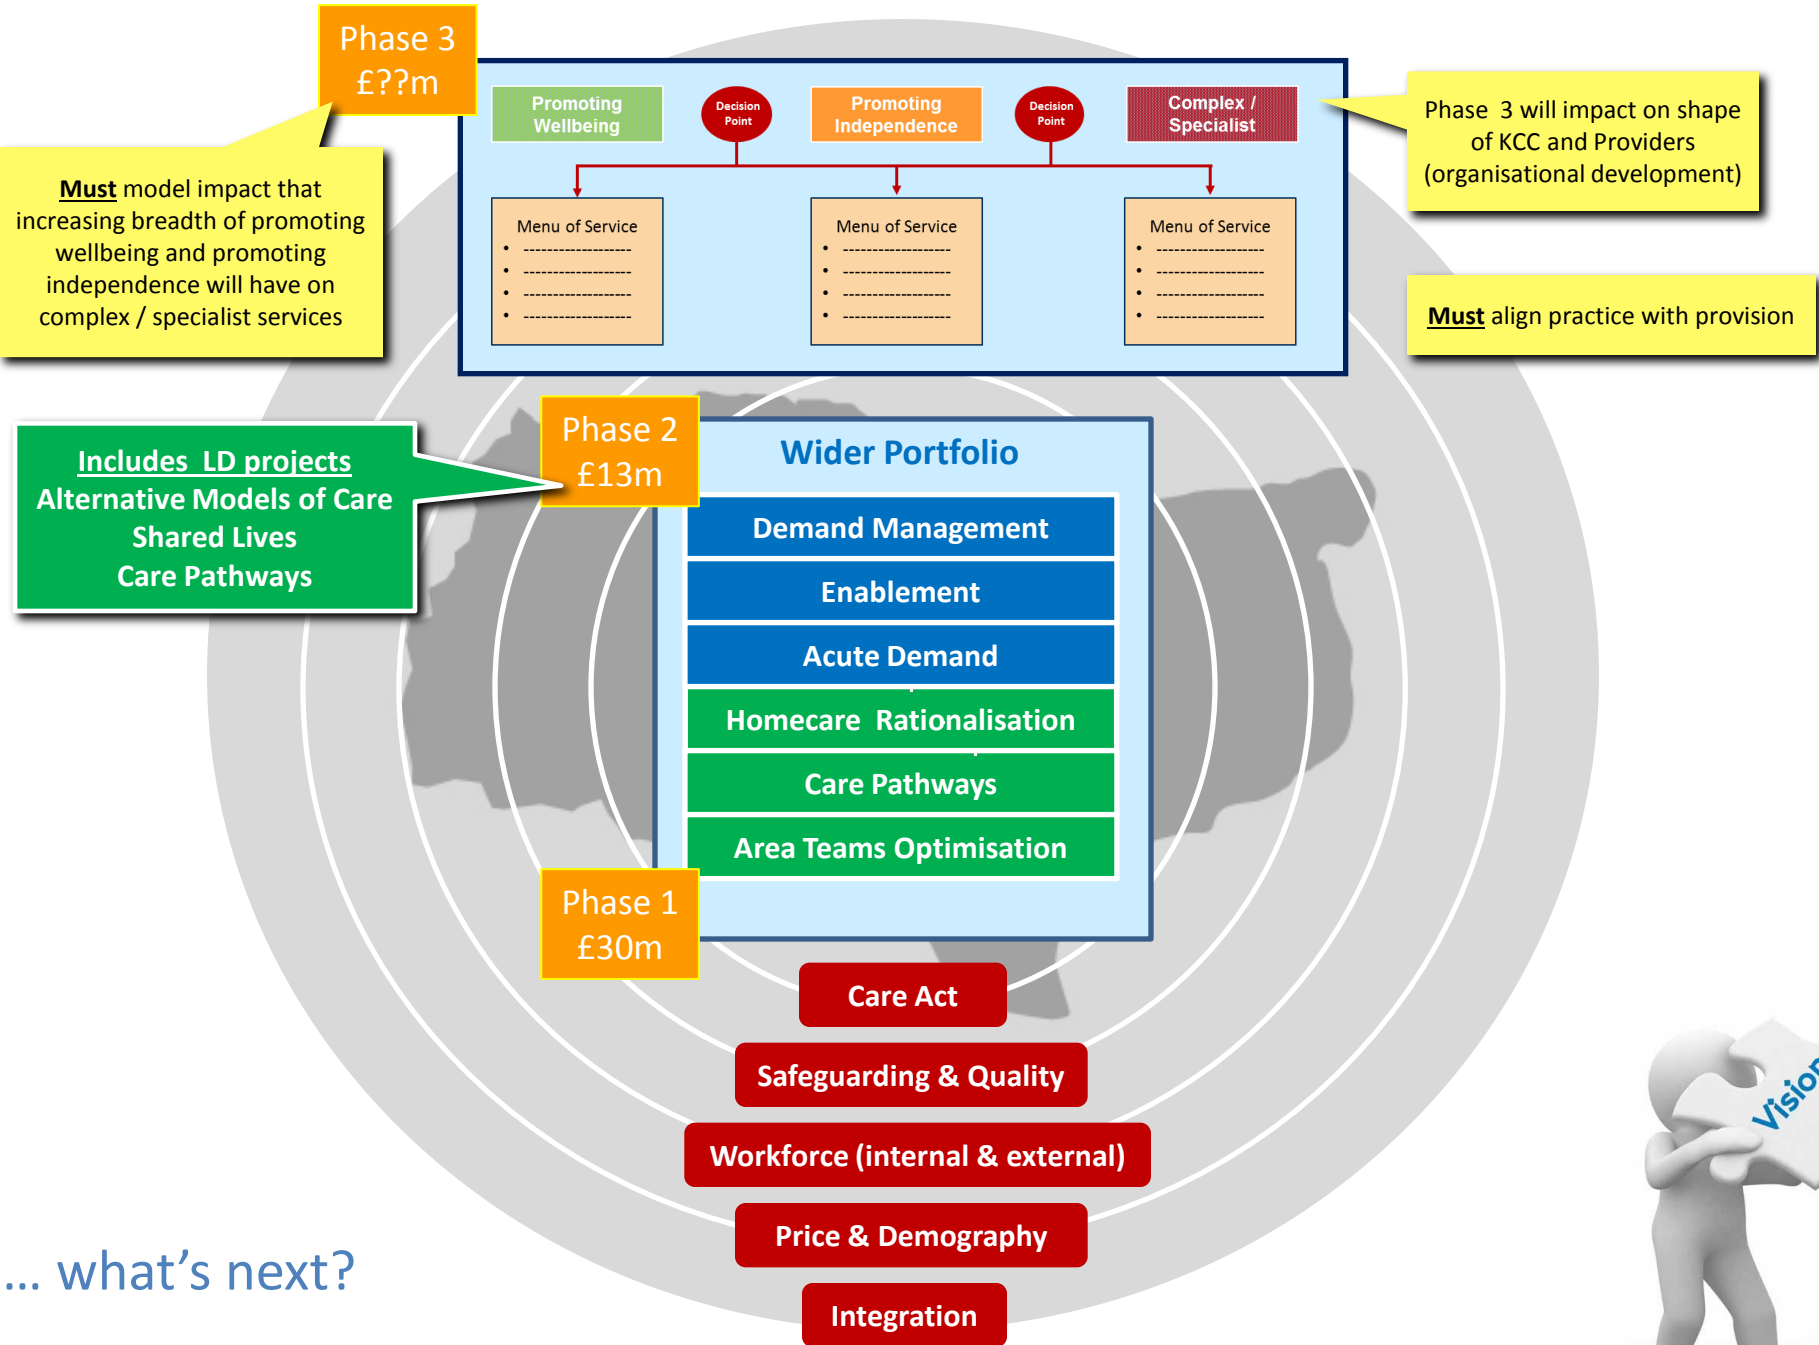 Phase 3
£??m
Promoting
Wellbeing
Decision
Point
Promoting
Independence
Decision
Point
Complex /
Specialist
Menu of Service
• -------------------
• -------------------
• -------------------
• -------------------
Menu of Service
• -------------------
• -------------------
• -------------------
• -------------------
Menu of Service
• -------------------
• -------------------
• -------------------
• -------------------
Must model impact that
increasing breadth of promoting
wellbeing and promoting
independence will have on
complex / specialist services
Phase 3 will impact on shape
of KCC and Providers
(organisational development)
Must align practice with provision
Includes LD projects
Alternative Models of Care
Shared Lives
Care Pathways
Phase 2
£13m
Wider Portfolio
Demand Management
Enablement
Acute Demand
Homecare Rationalisation
Care Pathways
Area Teams Optimisation
Phase 1
£30m
Care Act
Safeguarding & Quality
Workforce (internal & external)
Price & Demography
Integration
... what's next?
Vision